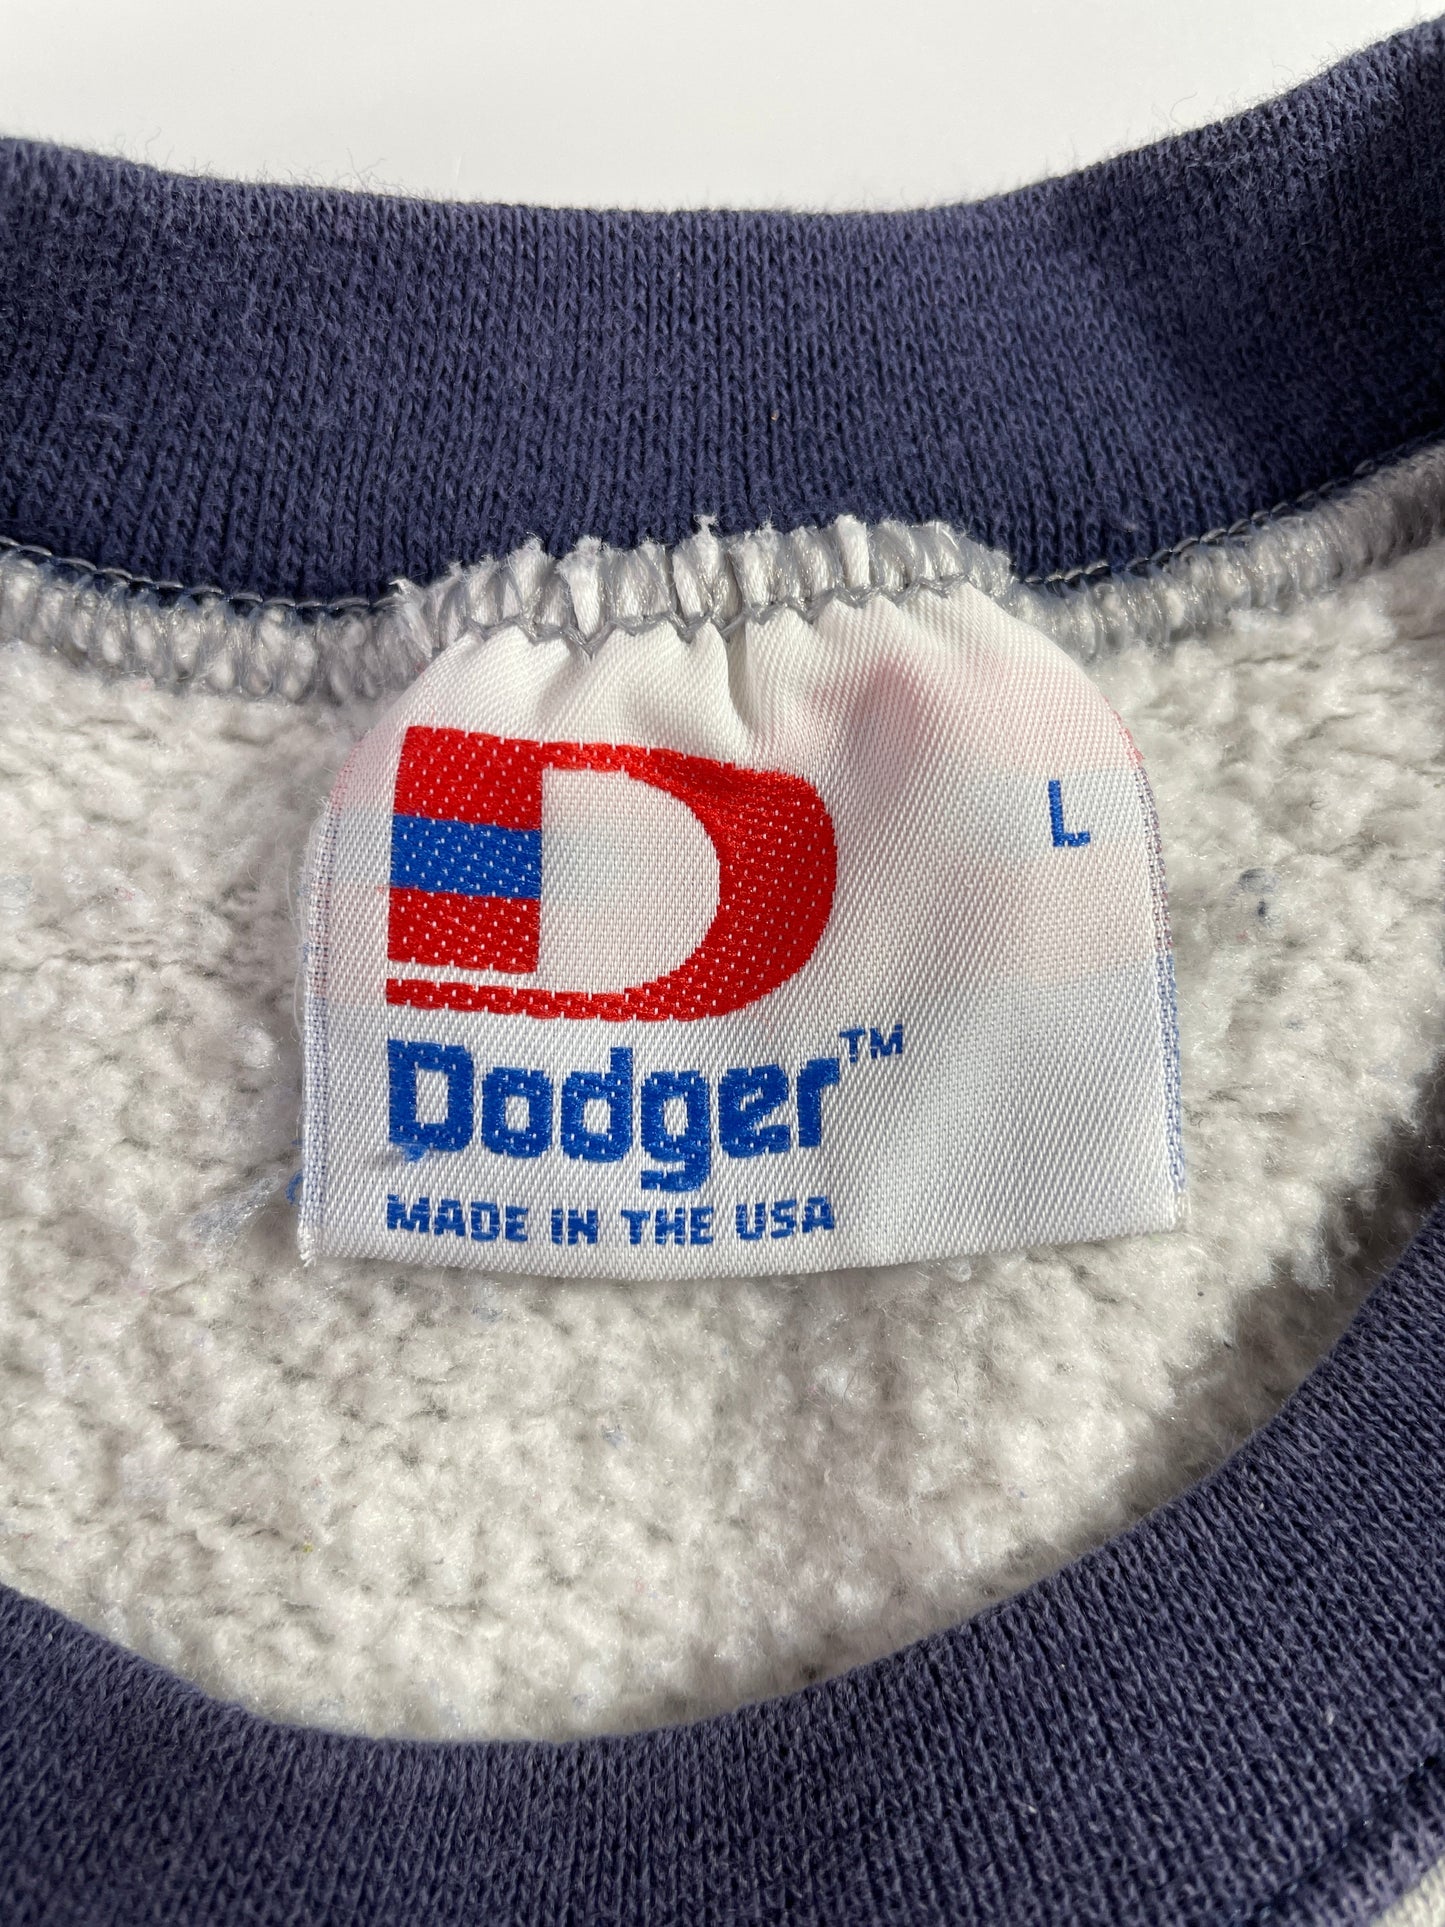 L
D
Dodger™
MADE IN THE USA